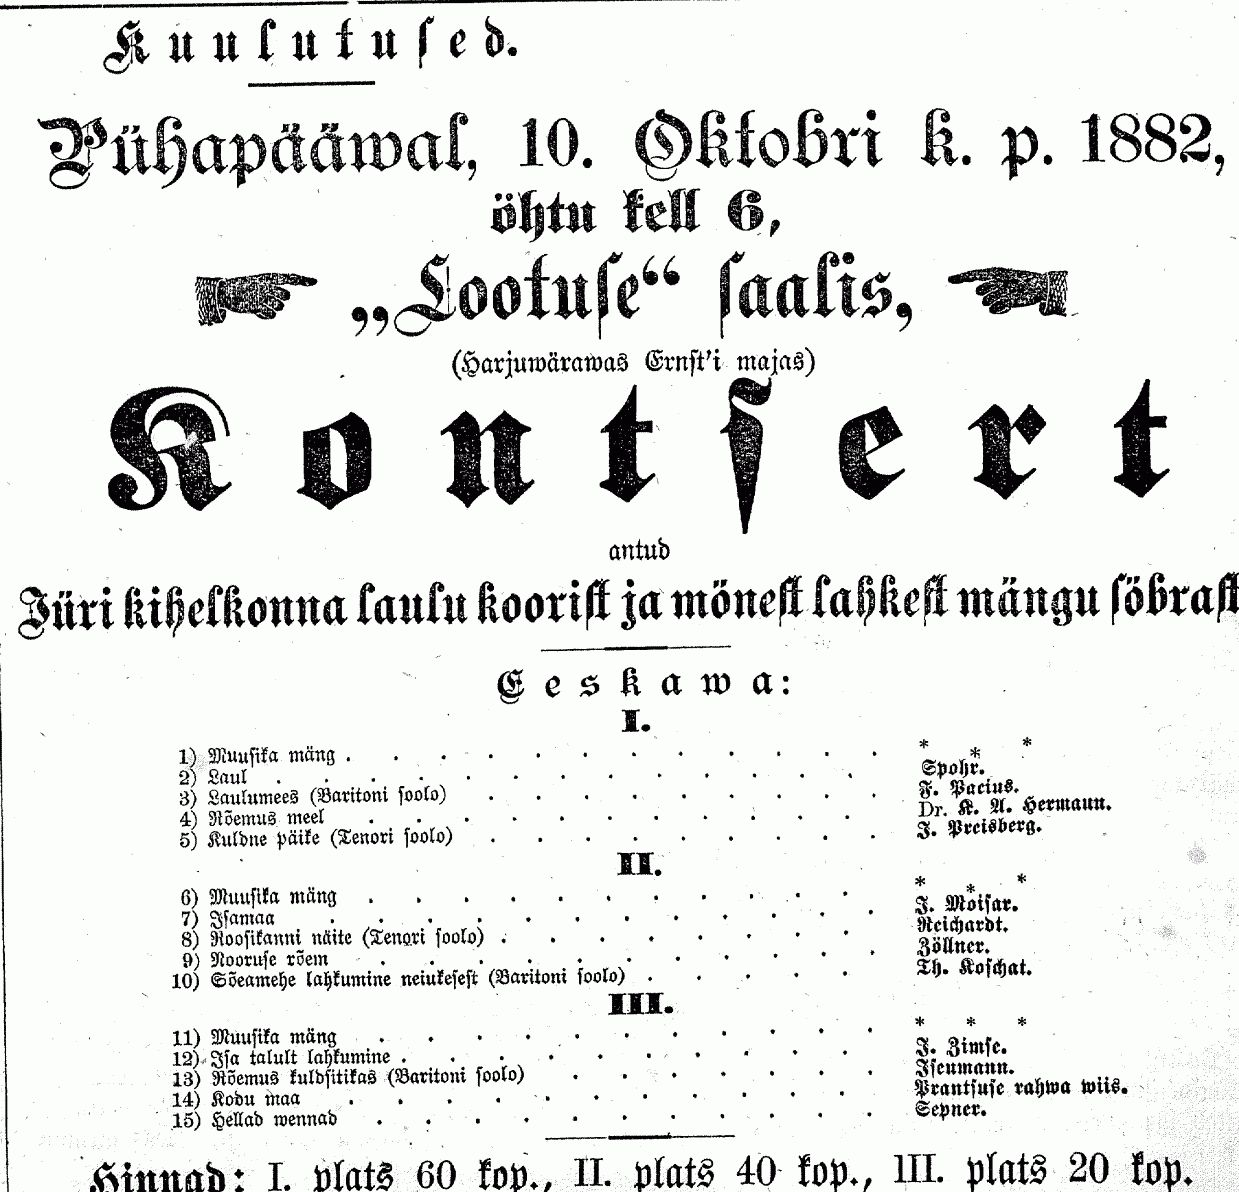 Kuulutused.
Pühapääwal, 10. Oktobri k. p. 1882,
õhtu kell 6,
„Lootuse“ saalis,
(Harjuwärawas Ernst'i majas)
Kontsert
antud
Jüri kihelkonna laulu koorist ja mõnest lahkest mängu sõbrast
Eeskawa:
I.
1) Muusika mäng . . . . . . . . . . . . * * *
2) Laul . . . . . . . . . . . . . Spohr.
3) Laulumees (Baritoni soolo) . . . . . . . . . F. Pacius.
4) Rõemus meel . . . . . . . . . . . Dr. K. A. Hermann.
5) Kuldne päike (Tenori soolo) . . . . . . . . . J. Preisberg.
II.
6) Muusika mäng . . . . . . . . . . . * * *
7) Isamaa . . . . . . . . . . . . J. Moisar.
8) Roosikanni näite (Tenori soolo) . . . . . . . . Reichardt.
9) Nooruse rõem . . . . . . . . . . . Zöllner.
10) Sõeamehe lahkumine neiukesest (Baritoni soolo) . . . . . Th. Koschat.
III.
11) Muusika mäng . . . . . . . . . . . * * *
12) Isa talult lahkumine . . . . . . . . . . J. Zimse.
13) Rõemus kuldsitikas (Baritoni soolo) . . . . . . . Isenmann.
14) Kodu maa . . . . . . . . . . . Prantsuse rahwa wiis.
15) Hellad wennad . . . . . . . . . . . Sepner.
Hinnad: I. plats 60 kop., II. plats 40 kop., III. plats 20 kop.